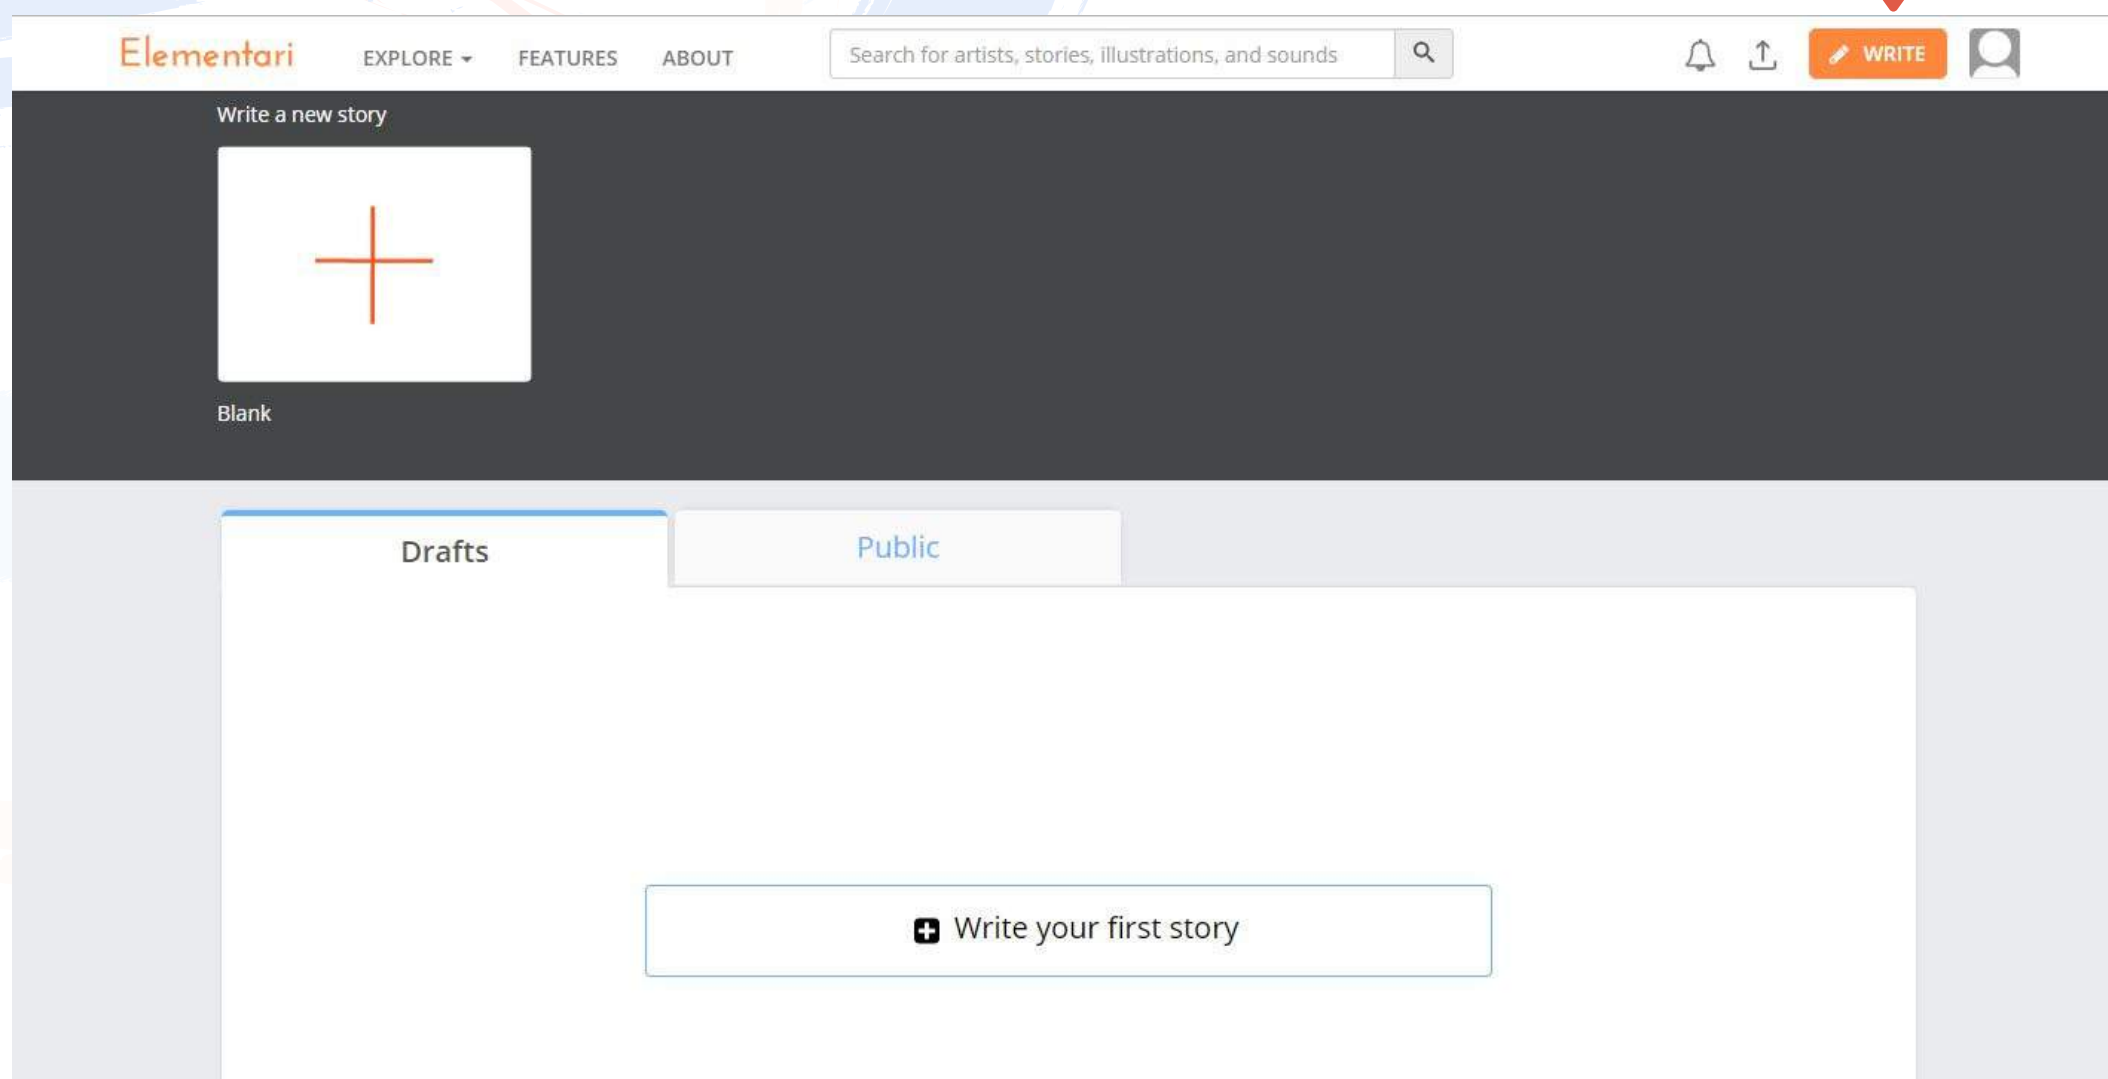 Elementari EXPLORE FEATURES ABOUT Search for artists, stories, illustrations, and sounds WRITE
Write a new story
Blank
Drafts Public
Write your first story